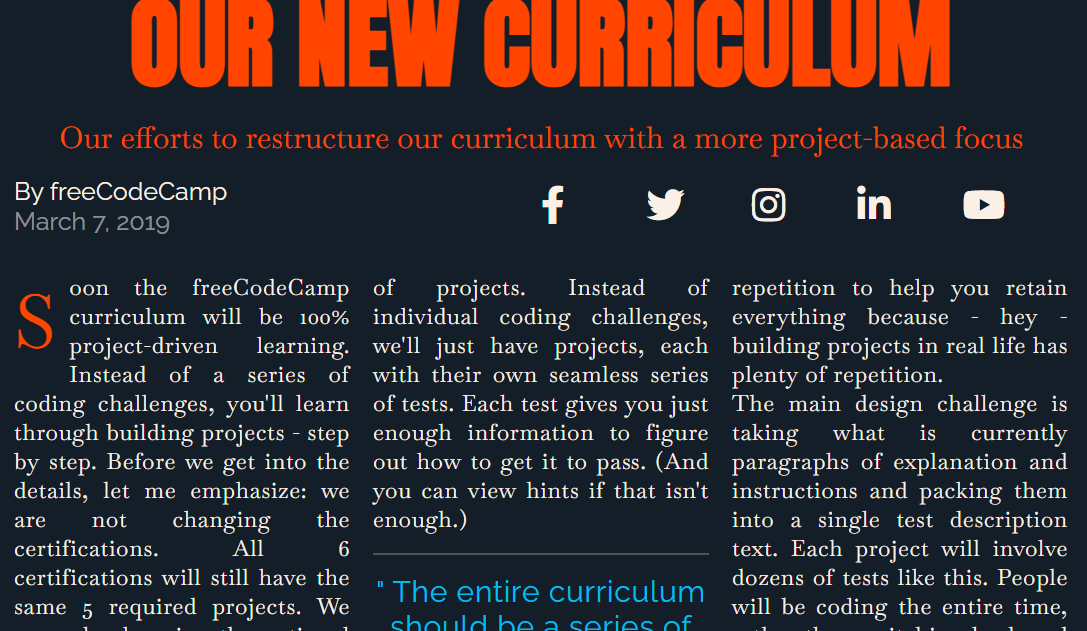 OUR NEW CURRICULUM
Our efforts to restructure our curriculum with a more project-based focus
By freeCodeCamp
March 7, 2019
Soon the freeCodeCamp
curriculum will be 100%
project-driven learning.
Instead of a series of
coding challenges, you'll learn
through building projects - step
by step. Before we get into the
details, let me emphasize: we
are not changing the
certifications. All 6
certifications will still have the
same 5 required projects. We
of projects. Instead of
individual coding challenges,
we'll just have projects, each
with their own seamless series
of tests. Each test gives you just
enough information to figure
out how to get it to pass. (And
you can view hints if that isn't
enough.)
" The entire curriculum
should be a series of
repetition to help you retain
everything because - hey -
building projects in real life has
plenty of repetition.
The main design challenge is
taking what is currently
paragraphs of explanation and
instructions and packing them
into a single test description
text. Each project will involve
dozens of tests like this. People
will be coding the entire time,